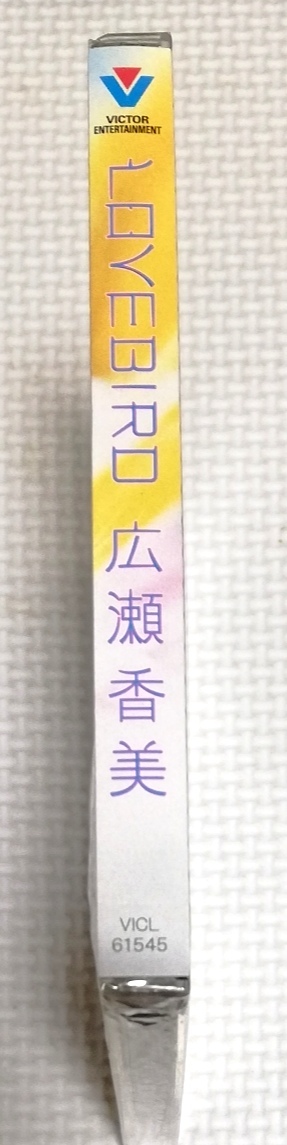 VICTOR
ENTERTAINMENT
LOVEBIRD 広瀬香美
VICL
61545